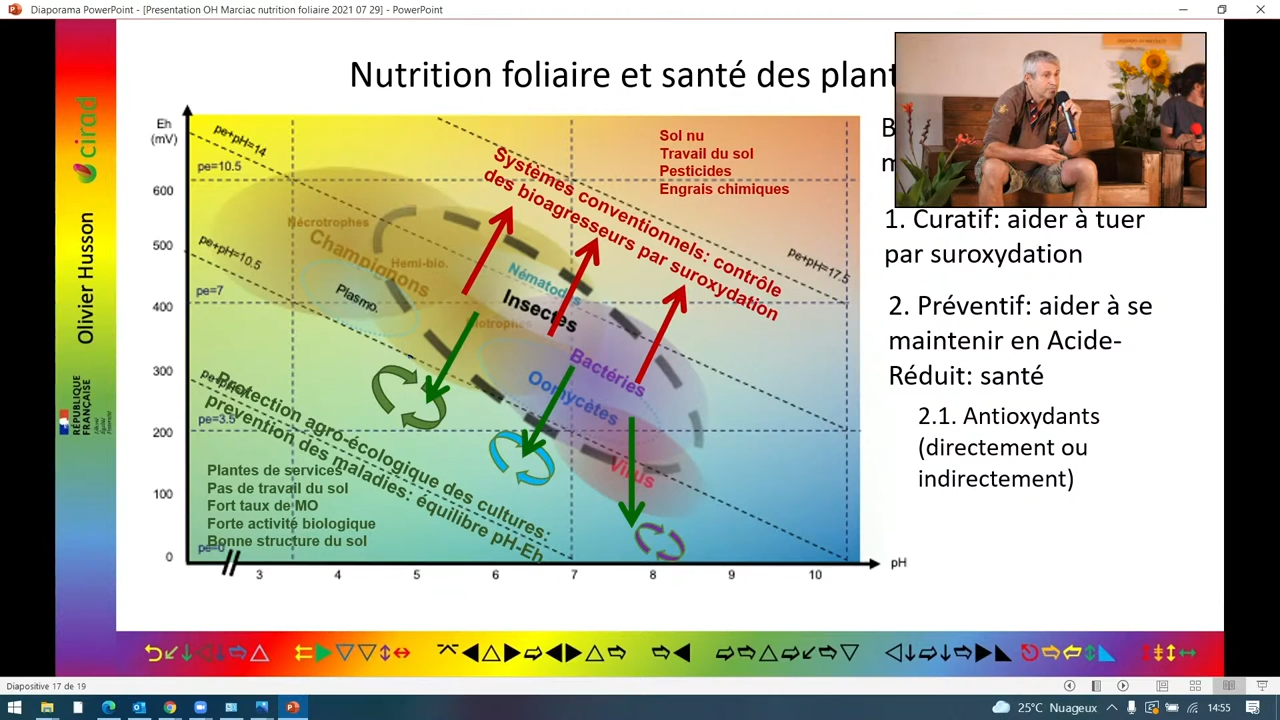 Diaporama PowerPoint - [Presentation OH Marciac nutrition foliaire 2021 07 29] - PowerPoint
cirad
Olivier Husson
RÉPUBLIQUE
FRANÇAISE
Nutrition foliaire et santé des plant
Eh
(mV)
600
500
400
300
200
100
0
3
4
5
6
7
8
9
10
pH
pe+pH=14
pe=10.5
pe+pH=10.5
pe=7
pe=3.5
pe=0
pe+pH=17.5
Sol nu
Travail du sol
Pesticides
Engrais chimiques
Systèmes conventionnels: contrôle
des bioagresseurs par suroxydation
Nécrotrophes
Champignons
Hemi-bio.
Plasmo.
Nématodes
Insectes
Biotrophes
Bactéries
Oomycètes
Virus
Protection agro-écologique des cultures:
prévention des maladies: équilibre pH-Eh
Plantes de services
Pas de travail du sol
Fort taux de MO
Forte activité biologique
Bonne structure du sol
1. Curatif: aider à tuer
par suroxydation
2. Préventif: aider à se
maintenir en Acide-
Réduit: santé
2.1. Antioxydants
(directement ou
indirectement)
Diapositive 17 de 19
25°C Nuageux
14:55